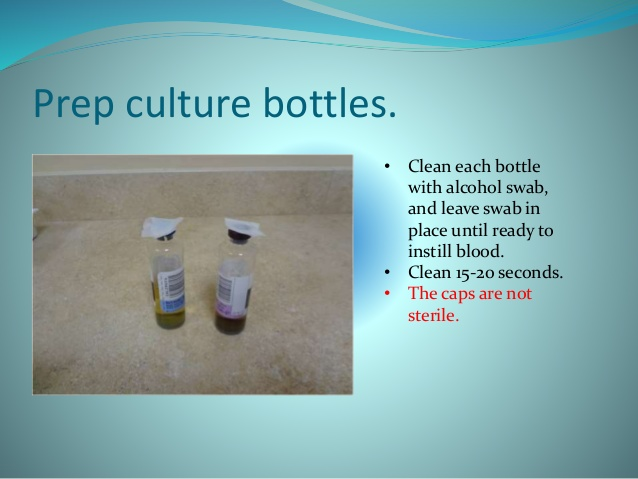 Prep culture bottles.
• Clean each bottle
with alcohol swab,
and leave swab in
place until ready to
instill blood.
• Clean 15-20 seconds.
• The caps are not
sterile.